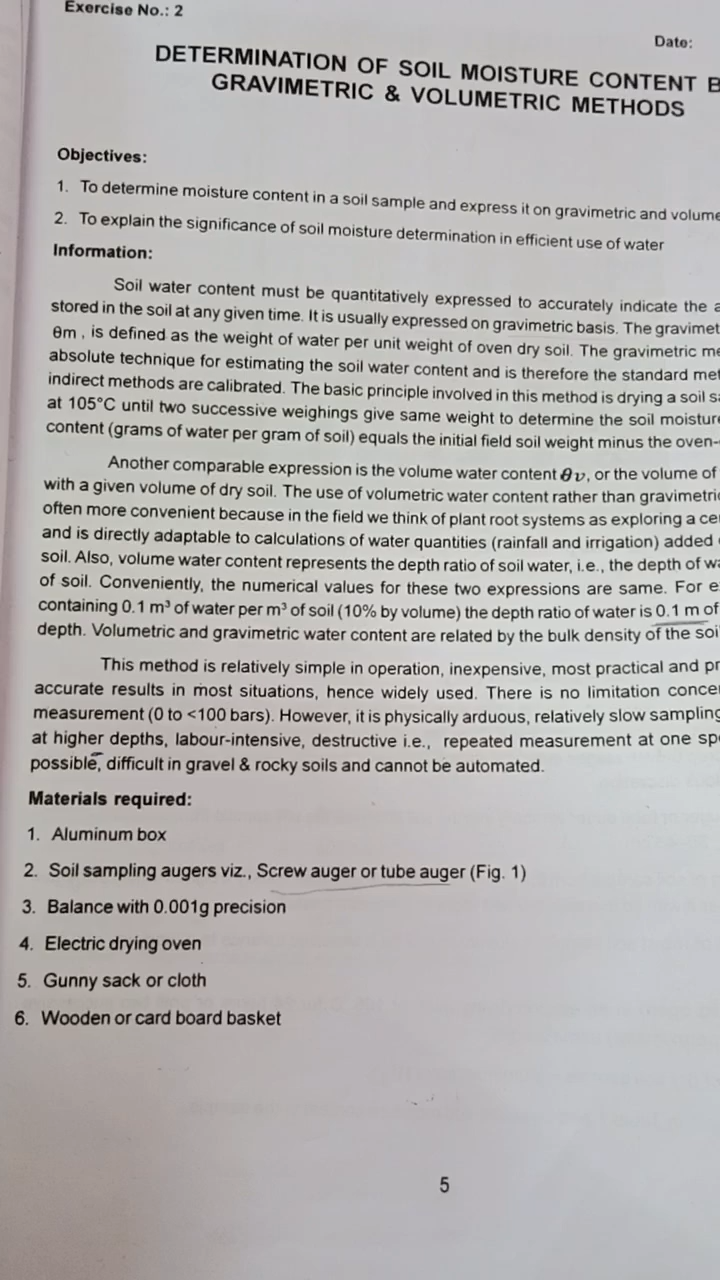 Exercise No.: 2
Date:
DETERMINATION OF SOIL MOISTURE CONTENT
GRAVIMETRIC & VOLUMETRIC METHODS
Objectives:
1. To determine moisture content in a soil sample and express it on gravimetric and
2. To explain the significance of soil moisture determination in efficient use of water
Information:
Soil water content must be quantitatively expressed to accurately indicate the
stored in the soil at any given time. It is usually expressed on gravimetric basis. The
θm , is defined as the weight of water per unit weight of oven dry soil. The gravimetric
absolute technique for estimating the soil water content and is therefore the standard
indirect methods are calibrated. The basic principle involved in this method is drying a soil
at 105°C until two successive weighings give same weight to determine the soil
content (grams of water per gram of soil) equals the initial field soil weight minus the
Another comparable expression is the volume water content θv, or the volume of
with a given volume of dry soil. The use of volumetric water content rather than
often more convenient because in the field we think of plant root systems as exploring a
and is directly adaptable to calculations of water quantities (rainfall and irrigation) added
soil. Also, volume water content represents the depth ratio of soil water, i.e., the depth of
of soil. Conveniently, the numerical values for these two expressions are same. For
containing 0.1 m³ of water per m³ of soil (10% by volume) the depth ratio of water is 0.1 m of
depth. Volumetric and gravimetric water content are related by the bulk density of the
This method is relatively simple in operation, inexpensive, most practical and
accurate results in most situations, hence widely used. There is no limitation
measurement (0 to <100 bars). However, it is physically arduous, relatively slow sampling
at higher depths, labour-intensive, destructive i.e., repeated measurement at one
possible, difficult in gravel & rocky soils and cannot be automated.
Materials required:
1. Aluminum box
2. Soil sampling augers viz., Screw auger or tube auger (Fig. 1)
3. Balance with 0.001g precision
4. Electric drying oven
5. Gunny sack or cloth
6. Wooden or card board basket
5